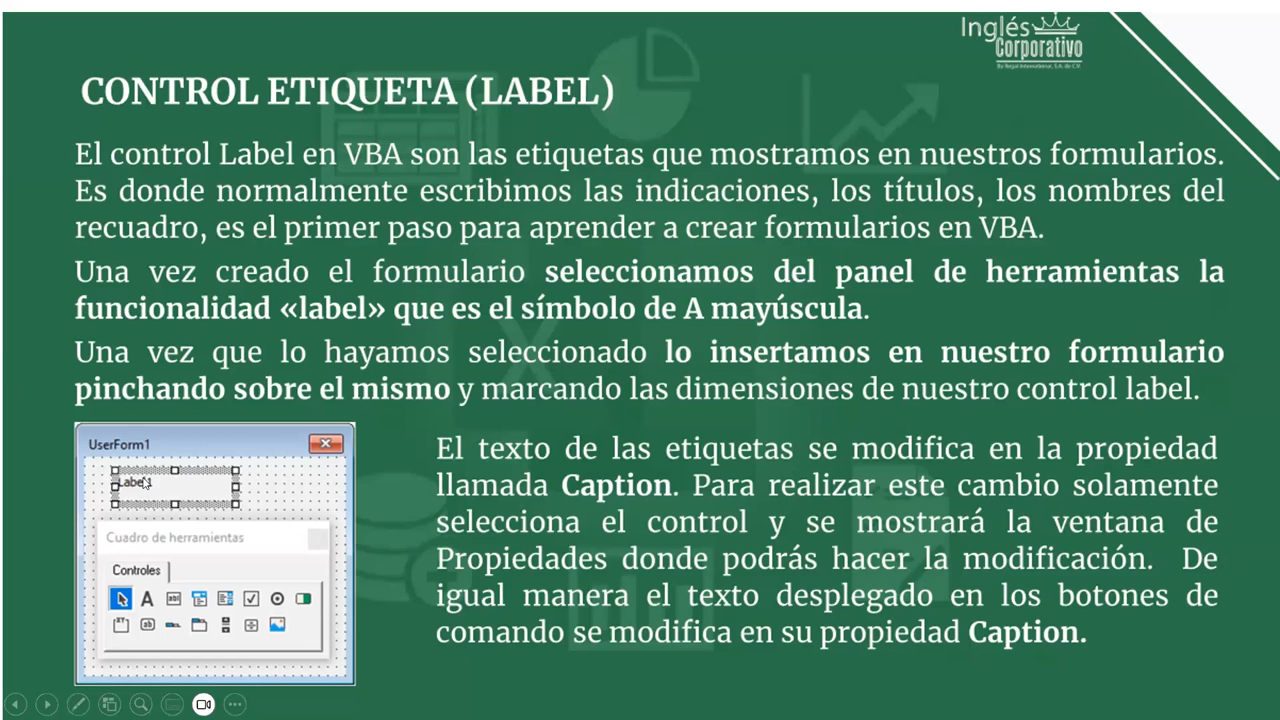 Inglés
Corporativo
CONTROL ETIQUETA (LABEL)
El control Label en VBA son las etiquetas que mostramos en nuestros formularios.
Es donde normalmente escribimos las indicaciones, los títulos, los nombres del
recuadro, es el primer paso para aprender a crear formularios en VBA.
Una vez creado el formulario seleccionamos del panel de herramientas la
funcionalidad «label» que es el símbolo de A mayúscula.
Una vez que lo hayamos seleccionado lo insertamos en nuestro formulario
pinchando sobre el mismo y marcando las dimensiones de nuestro control label.
UserForm1
Label1
Cuadro de herramientas
Controles
A
El texto de las etiquetas se modifica en la propiedad
llamada Caption. Para realizar este cambio solamente
selecciona el control y se mostrará la ventana de
Propiedades donde podrás hacer la modificación. De
igual manera el texto desplegado en los botones de
comando se modifica en su propiedad Caption.